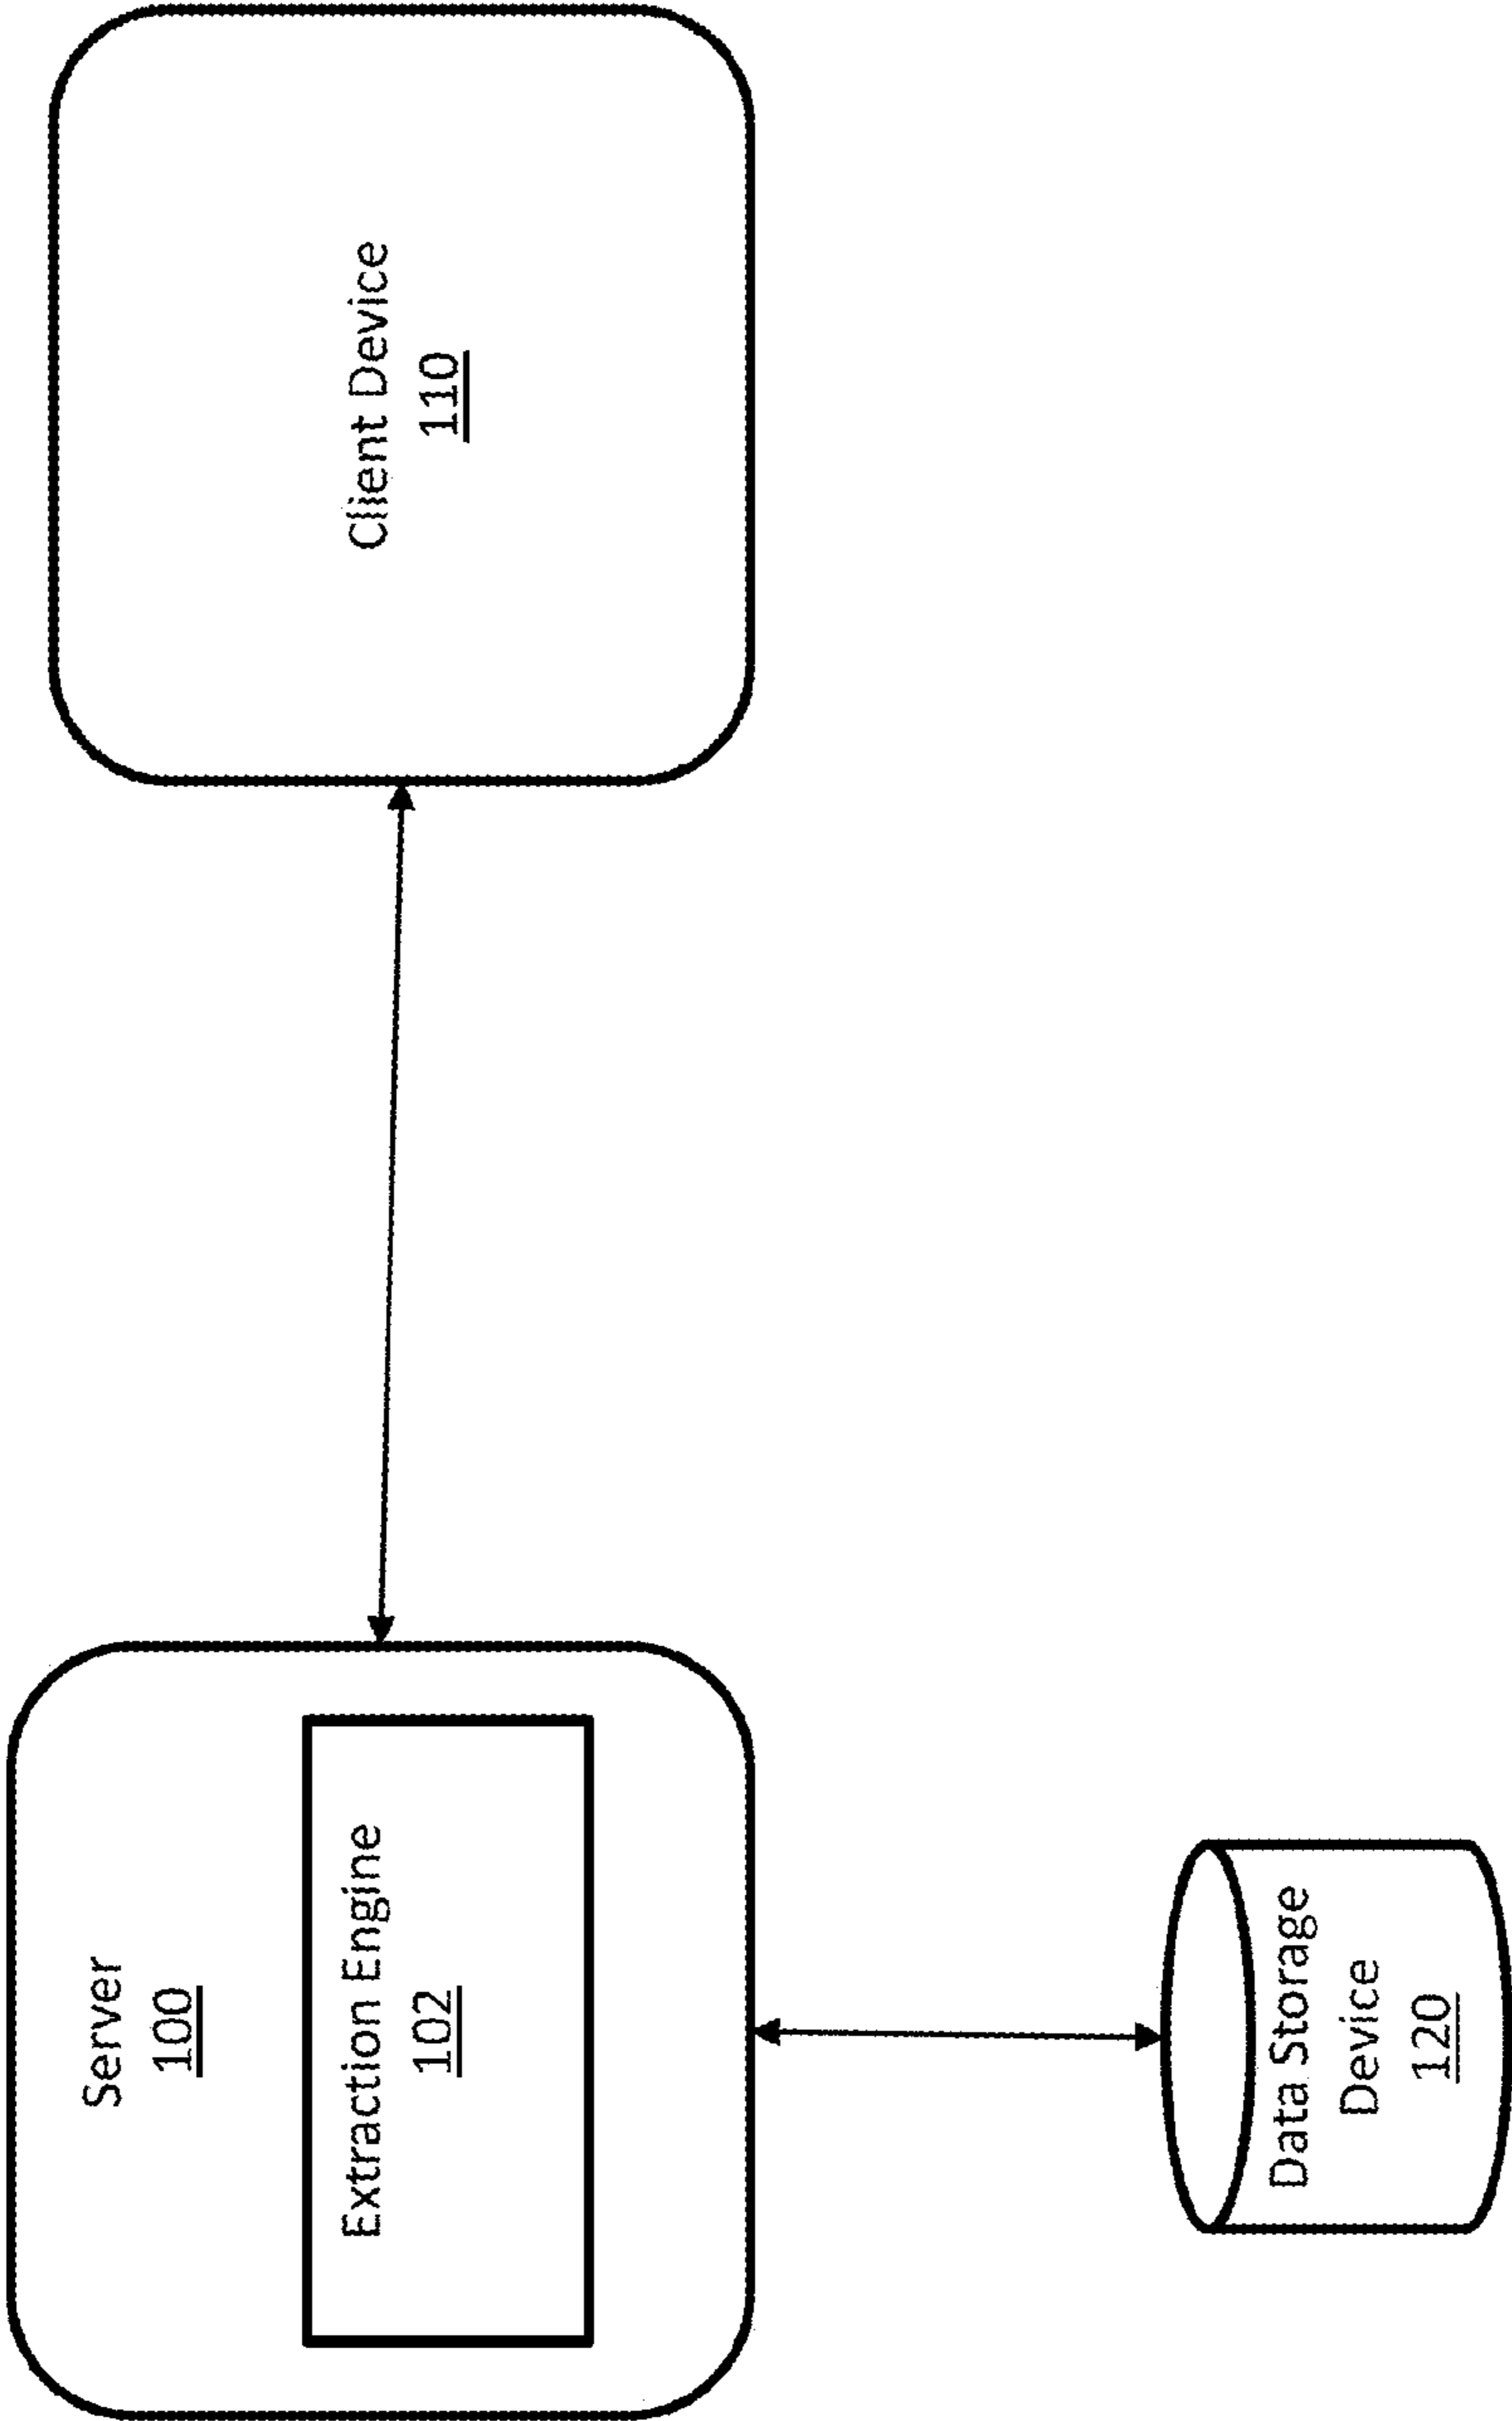 Server
100
Extraction Engine
102
Client Device
110
Data Storage
Device
120